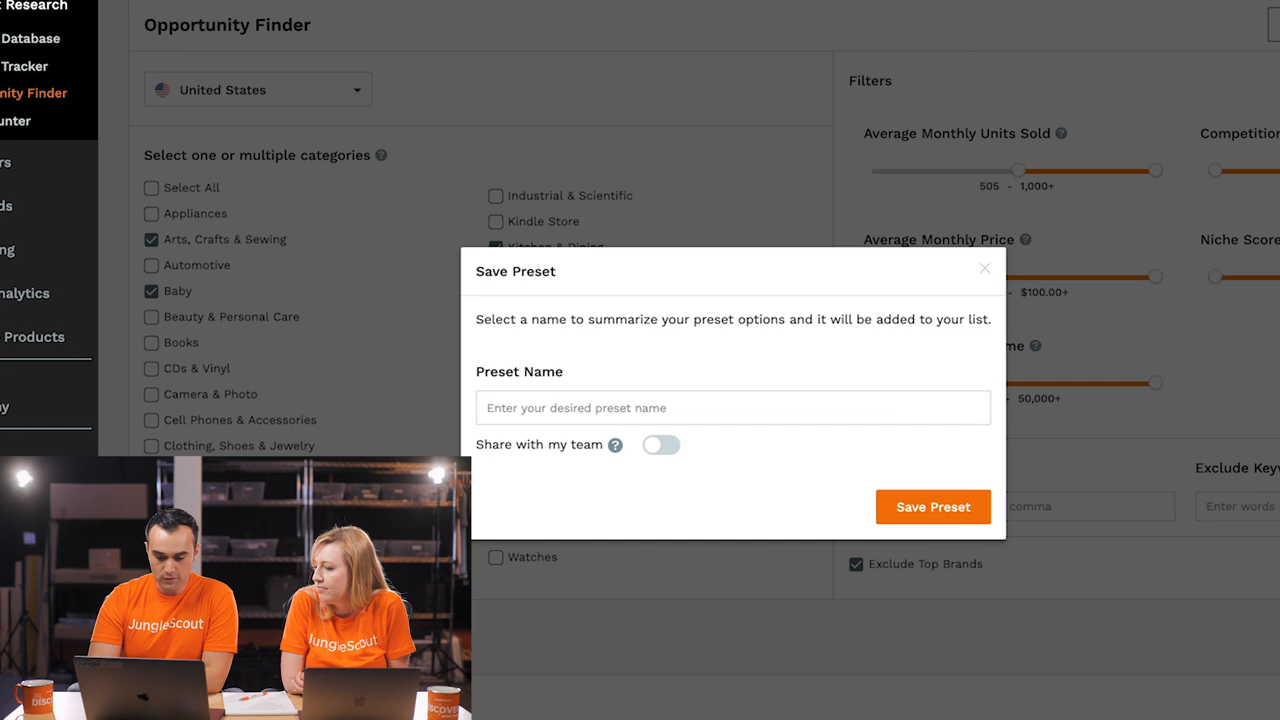 t Research
Database
Tracker
nity Finder
unter
rs
ds
ng
nalytics
Products
y
Opportunity Finder
United States
Select one or multiple categories ?
Select All
Appliances
Arts, Crafts & Sewing
Automotive
Baby
Beauty & Personal Care
Books
CDs & Vinyl
Camera & Photo
Cell Phones & Accessories
Clothing, Shoes & Jewelry
Industrial & Scientific
Kindle Store
Kitchen & Dining
Watches
Filters
Average Monthly Units Sold ?
505 - 1,000+
Competition
Average Monthly Price ?
- $100.00+
Niche Score
me ?
- 50,000+
Exclude Keyw
comma
Enter words
Exclude Top Brands
Save Preset
Select a name to summarize your preset options and it will be added to your list.
Preset Name
Enter your desired preset name
Share with my team ?
Save Preset
JungleScout
JungleScout
DISC
DISCOVE